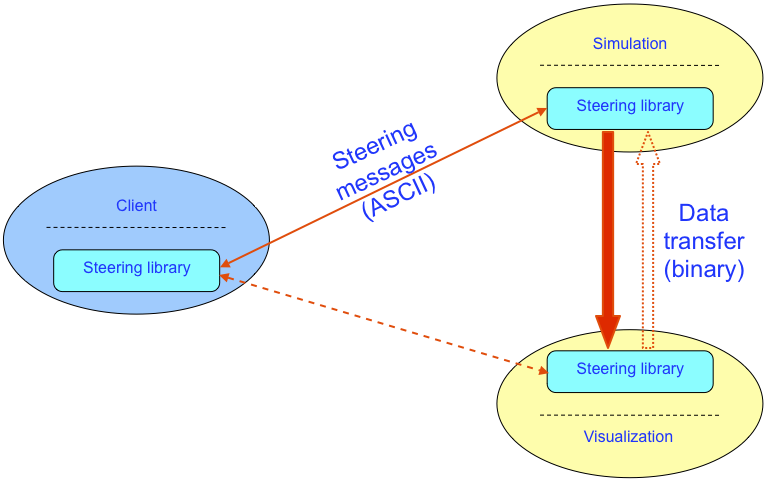 Simulation
Steering library
Steering
messages
(ASCII)
Client
Steering library
Data
transfer
(binary)
Steering library
Visualization